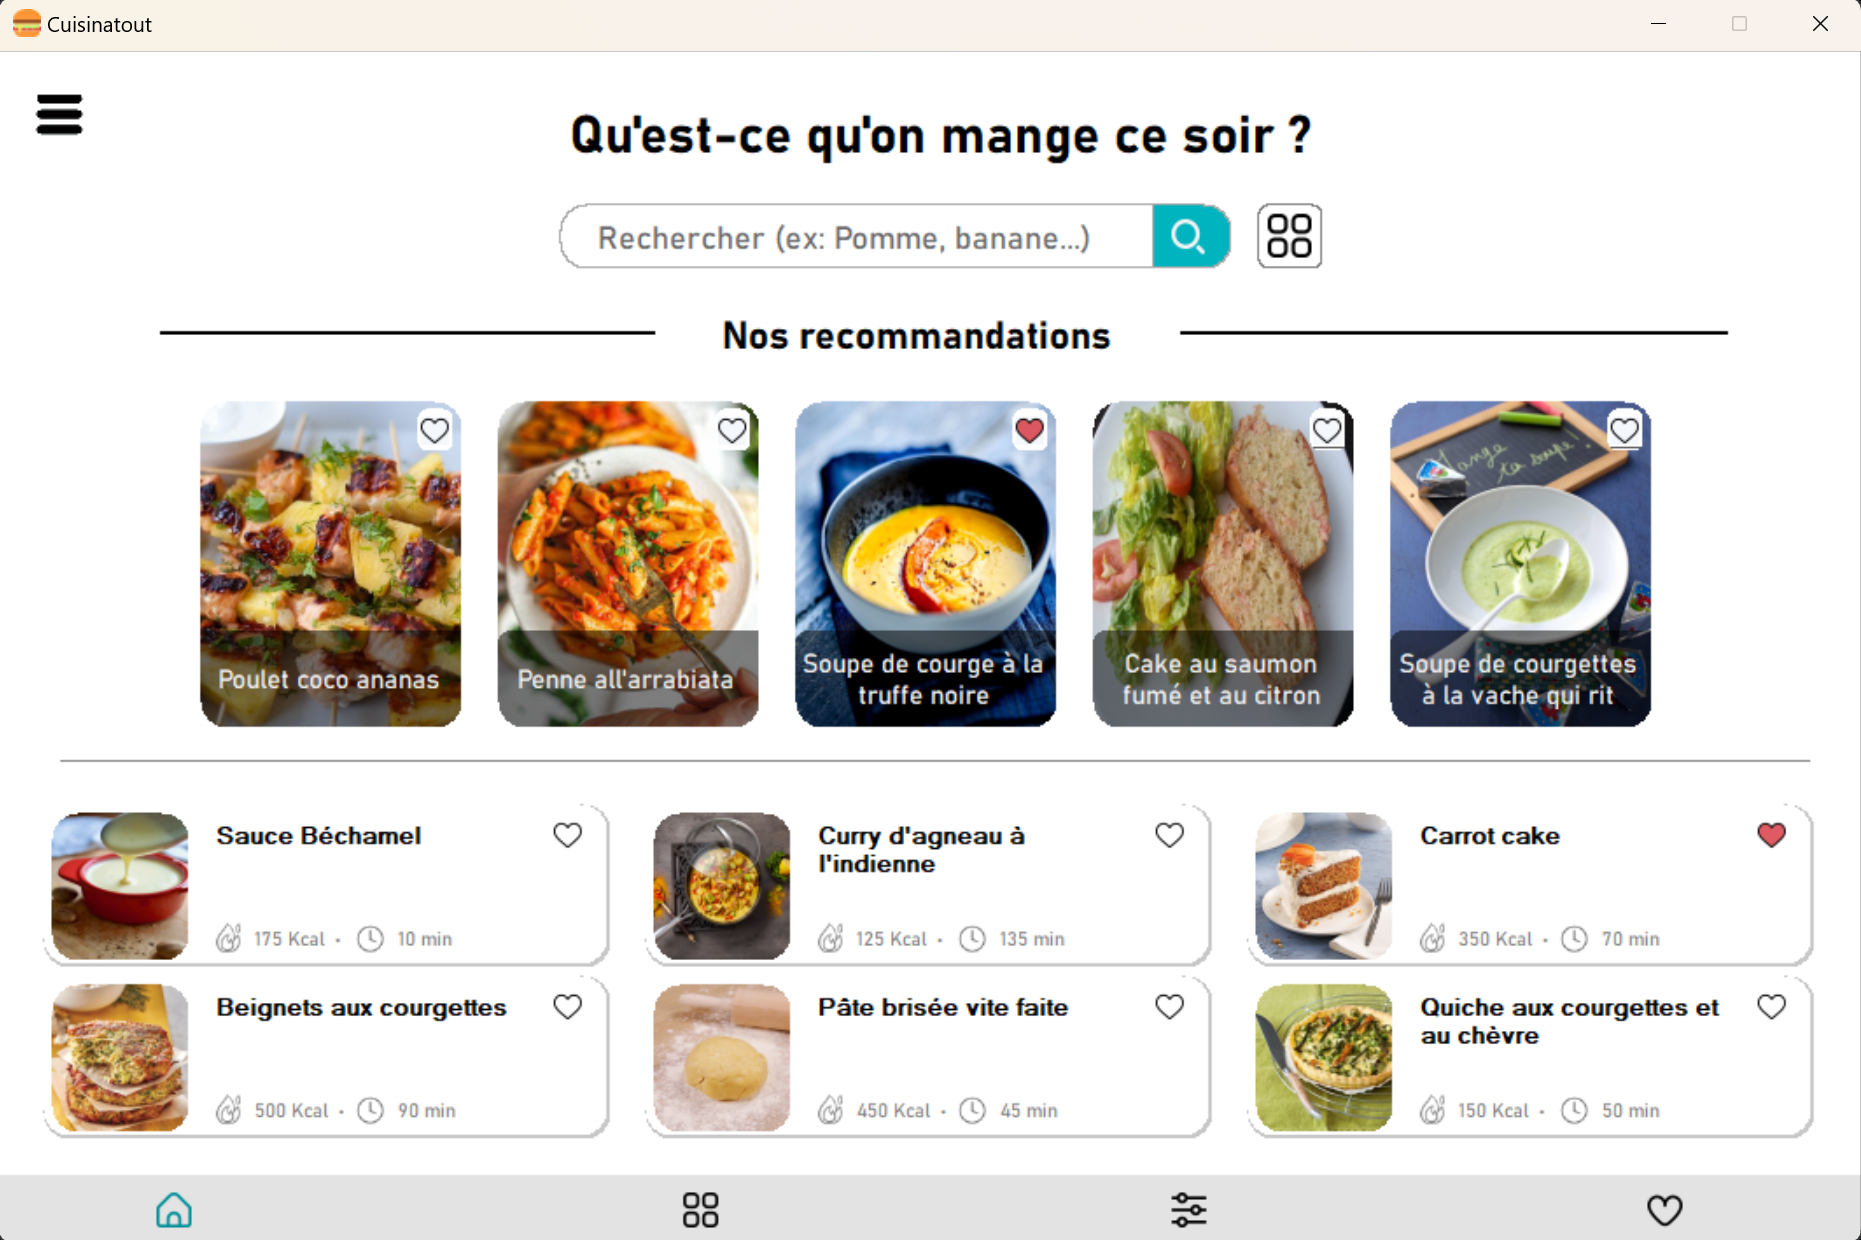 Cuisinatout
Qu'est-ce qu'on mange ce soir ?
Rechercher (ex: Pomme, banane...)
Nos recommandations
Mange
ta soupe!
Poulet coco ananas
Penne all'arrabiata
Soupe de courge à la
truffe noire
Cake au saumon
fumé et au citron
Soupe de courgettes
à la vache qui rit
Sauce Béchamel
175 Kcal • 10 min
Curry d'agneau à
l'indienne
125 Kcal • 135 min
Carrot cake
350 Kcal • 70 min
Beignets aux courgettes
500 Kcal • 90 min
Pâte brisée vite faite
450 Kcal • 45 min
Quiche aux courgettes et
au chèvre
150 Kcal • 50 min